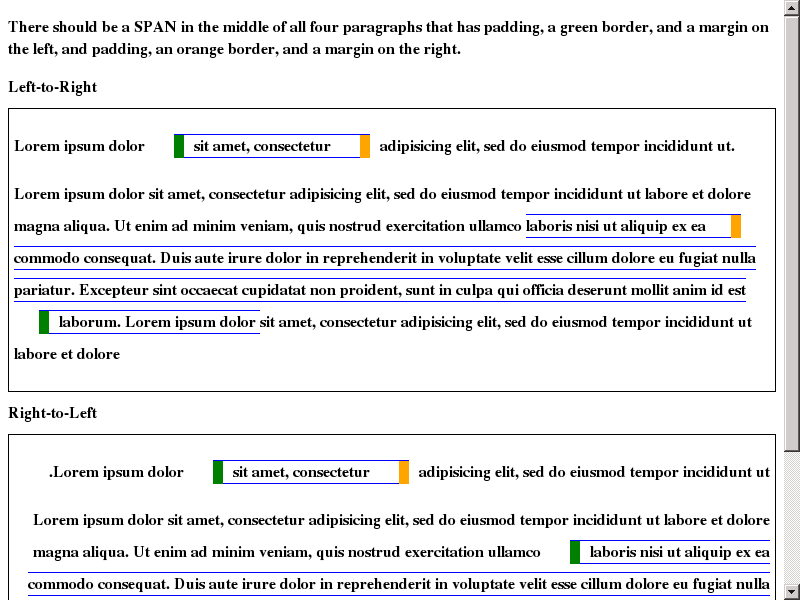 There should be a SPAN in the middle of all four paragraphs that has padding, a green border, and a margin on
the left, and padding, an orange border, and a margin on the right.
Left-to-Right
Lorem ipsum dolor sit amet, consectetur adipisicing elit, sed do eiusmod tempor incididunt ut.
Lorem ipsum dolor sit amet, consectetur adipisicing elit, sed do eiusmod tempor incididunt ut labore et dolore
magna aliqua. Ut enim ad minim veniam, quis nostrud exercitation ullamco laboris nisi ut aliquip ex ea
commodo consequat. Duis aute irure dolor in reprehenderit in voluptate velit esse cillum dolore eu fugiat nulla
pariatur. Excepteur sint occaecat cupidatat non proident, sunt in culpa qui officia deserunt mollit anim id est
laborum. Lorem ipsum dolor sit amet, consectetur adipisicing elit, sed do eiusmod tempor incididunt ut
labore et dolore
Right-to-Left
.Lorem ipsum dolor sit amet, consectetur adipisicing elit, sed do eiusmod tempor incididunt ut
Lorem ipsum dolor sit amet, consectetur adipisicing elit, sed do eiusmod tempor incididunt ut labore et dolore
magna aliqua. Ut enim ad minim veniam, quis nostrud exercitation ullamco laboris nisi ut aliquip ex ea
commodo consequat. Duis aute irure dolor in reprehenderit in voluptate velit esse cillum dolore eu fugiat nulla